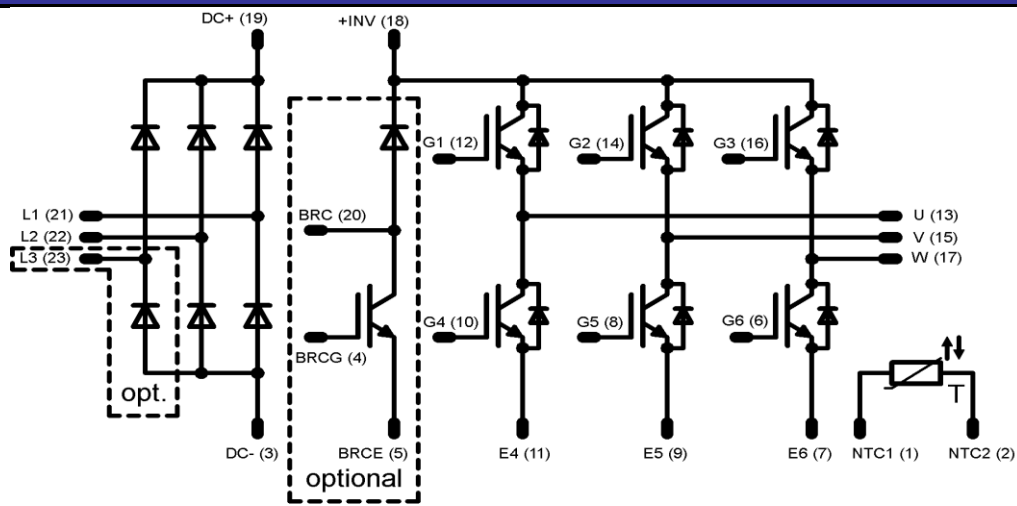 DC+ (19)
+INV (18)
G1 (12)
G2 (14)
G3 (16)
L1 (21)
BRC (20)
U (13)
L2 (22)
V (15)
L3 (23)
W (17)
G4 (10)
G5 (8)
G6 (6)
BRCG (4)
opt.
T
DC- (3)
BRCE (5)
E4 (11)
E5 (9)
E6 (7)
NTC1 (1)
NTC2 (2)
optional